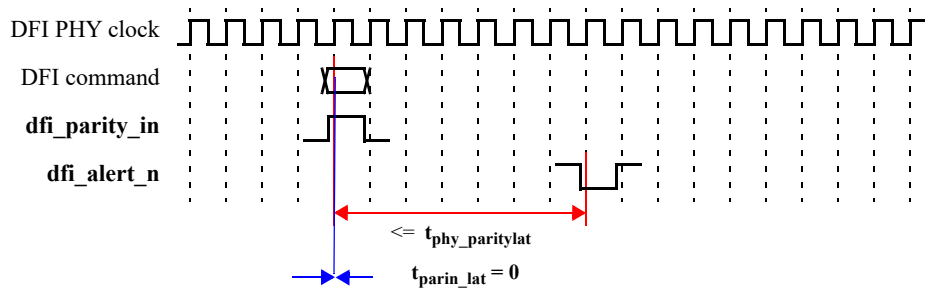 DFI PHY clock
DFI command
dfi_parity_in
dfi_alert_n
<= tphy_paritylat
tparin_lat = 0